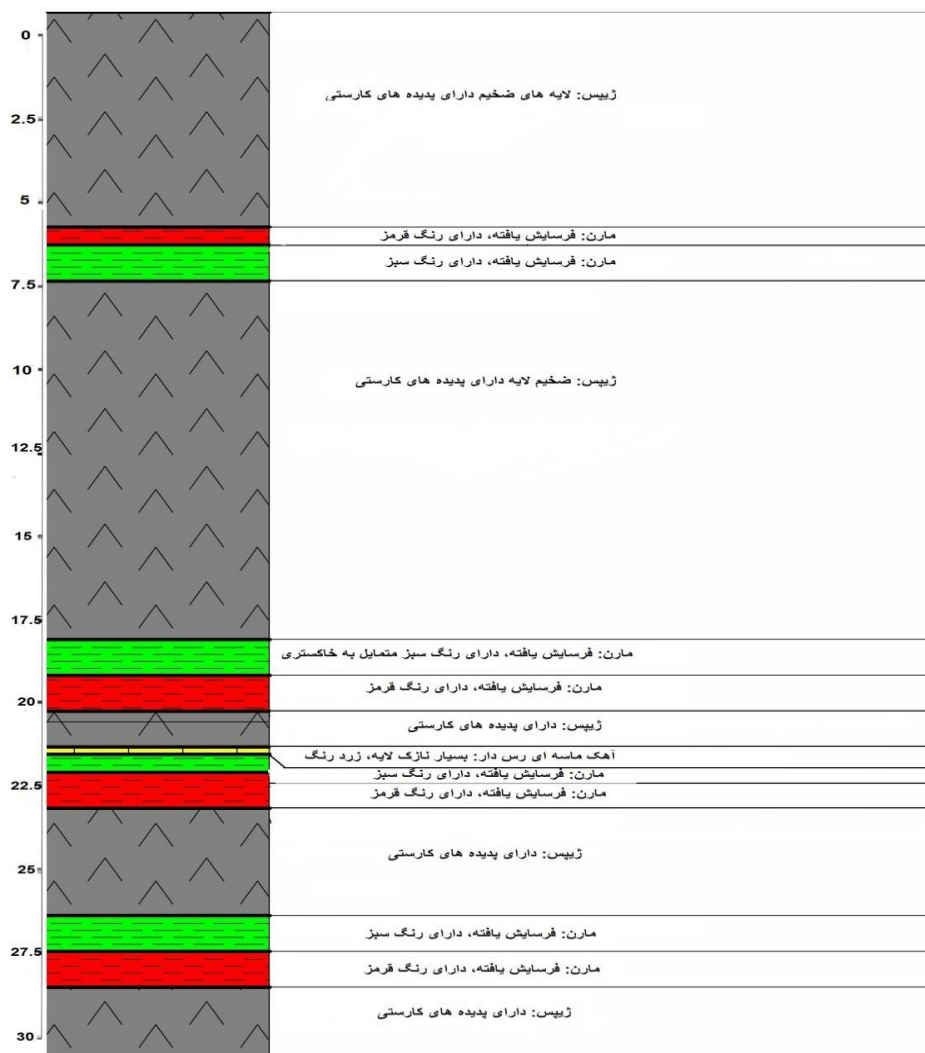 0
ژیپس: لایه های ضخیم دارای پدیده های کارستی
2.5
5
مارن: فرسایش یافته، دارای رنگ قرمز
مارن: فرسایش یافته، دارای رنگ سبز
7.5
10
ژیپس: ضخیم لایه دارای پدیده های کارستی
12.5
15
17.5
مارن: فرسایش یافته، دارای رنگ سبز متمایل به خاکستری
مارن: فرسایش یافته، دارای رنگ قرمز
20
ژیپس: دارای پدیده های کارستی
آهک ماسه ای رس دار: بسیار نازک لایه، زرد رنگ
مارن: فرسایش یافته، دارای رنگ سبز
22.5
مارن: فرسایش یافته، دارای رنگ قرمز
ژیپس: دارای پدیده های کارستی
25
مارن: فرسایش یافته، دارای رنگ سبز
27.5
مارن: فرسایش یافته، دارای رنگ قرمز
ژیپس: دارای پدیده های کارستی
30